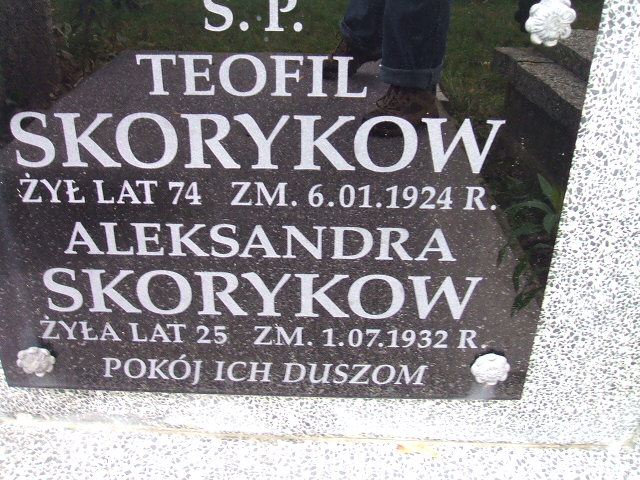 S. P.
TEOFIL
SKORYKOW
ŻYŁ LAT 74 ZM. 6.01.1924 R.
ALEKSANDRA
SKORYKOW
ŻYŁA LAT 25 ZM. 1.07.1932 R.
POKÓJ ICH DUSZOM